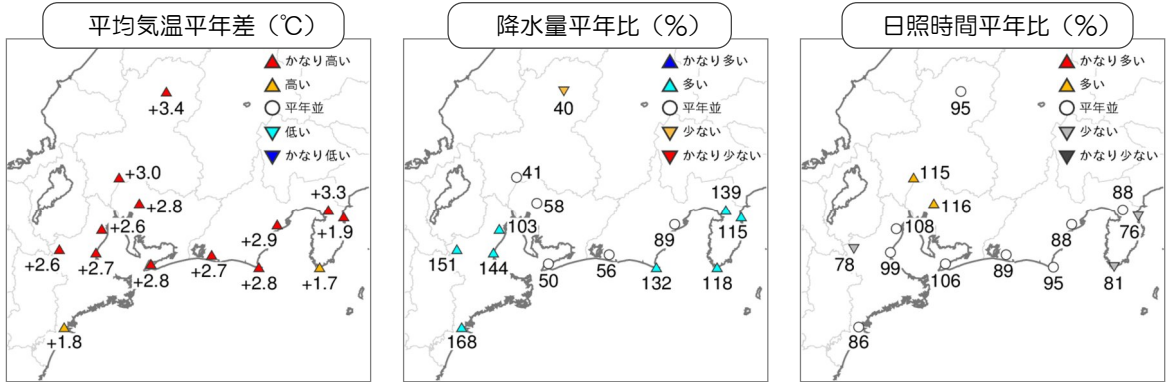 平均気温平年差（℃）
かなり高い
高い
平年並
低い
かなり低い
+3.4
+3.0
+2.8
+2.6
+2.6
+2.7
+2.8
+2.7
+2.9
+2.8
+3.3
+1.9
+1.7
+1.8
降水量平年比（％）
かなり多い
多い
平年並
少ない
かなり少ない
40
41
58
103
151
144
50
56
89
132
139
115
118
168
日照時間平年比（％）
かなり多い
多い
平年並
少ない
かなり少ない
95
115
116
108
78
99
106
89
88
95
88
76
81
86